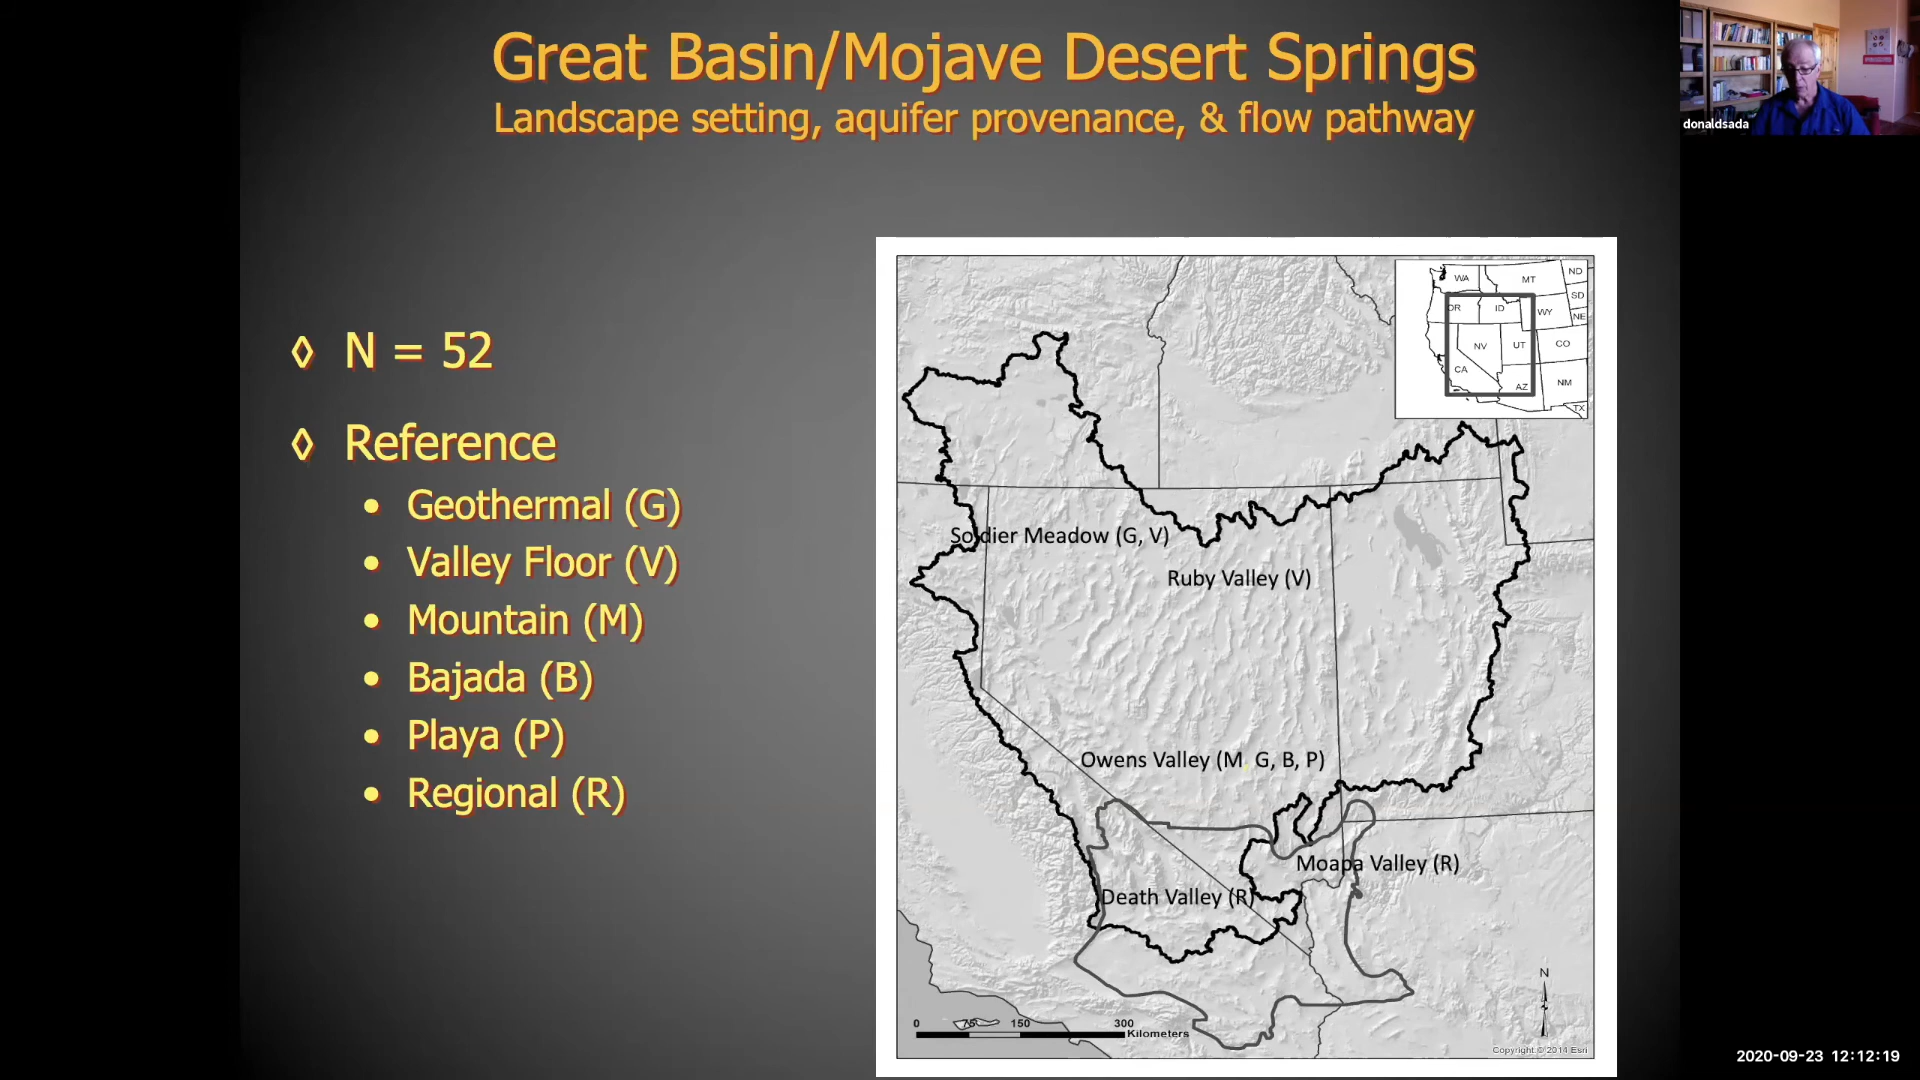 Great Basin/Mojave Desert Springs
Landscape setting, aquifer provenance, & flow pathway
donaldsada
◊ N = 52
◊ Reference
• Geothermal (G)
• Valley Floor (V)
• Mountain (M)
• Bajada (B)
• Playa (P)
• Regional (R)
WA
MT
ND
SD
OR
ID
WY
NE
NV
UT
CO
CA
AZ
NM
TX
Soldier Meadow (G, V)
Ruby Valley (V)
Owens Valley (M, G, B, P)
Moapa Valley (R)
Death Valley (R)
N
0 75 150 300
Kilometers
Copyright:© 2014 Esri
2020-09-23 12:12:19